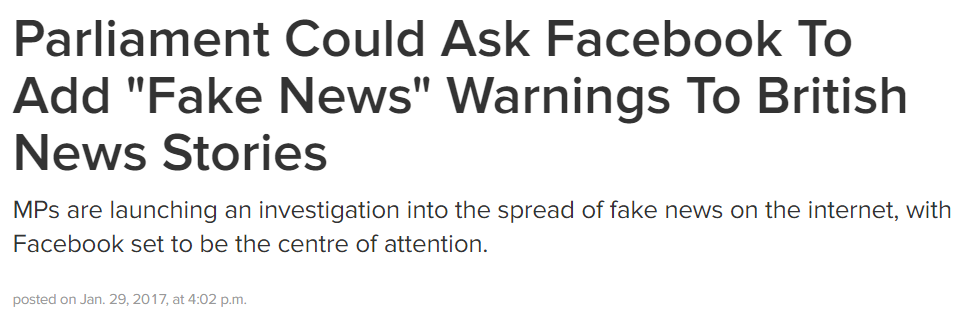 Parliament Could Ask Facebook To
Add "Fake News" Warnings To British
News Stories
MPs are launching an investigation into the spread of fake news on the internet, with
Facebook set to be the centre of attention.
posted on Jan. 29, 2017, at 4:02 p.m.